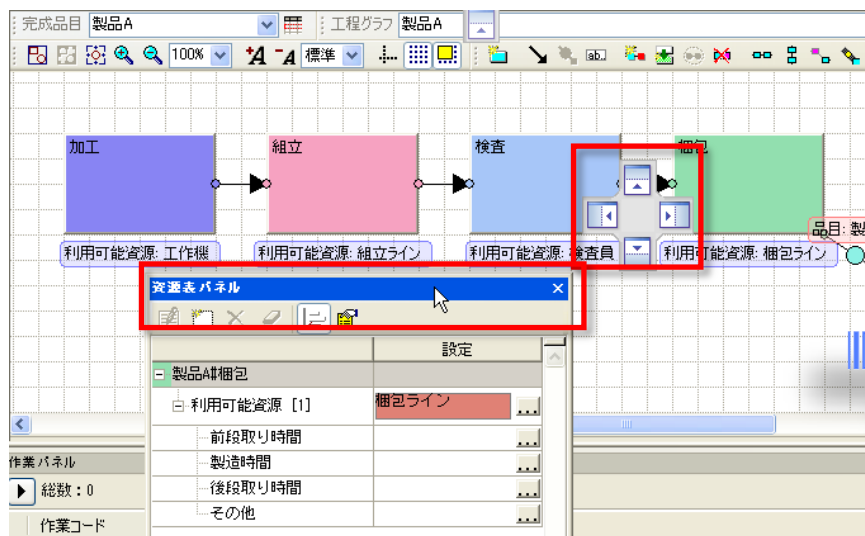 完成品目 製品A 工程グラフ 製品A
100% +A -A 標準 ab..
加工 組立 検査 梱包
品目: 製
利用可能資源: 工作機 利用可能資源: 組立ライン 利用可能資源: 検査員 利用可能資源: 梱包ライン
資源表パネル
設定
製品A#梱包
利用可能資源 [1] 梱包ライン ...
前段取り時間 ...
作業パネル
製造時間 ...
総数：0
後段取り時間 ...
その他 ...
作業コード